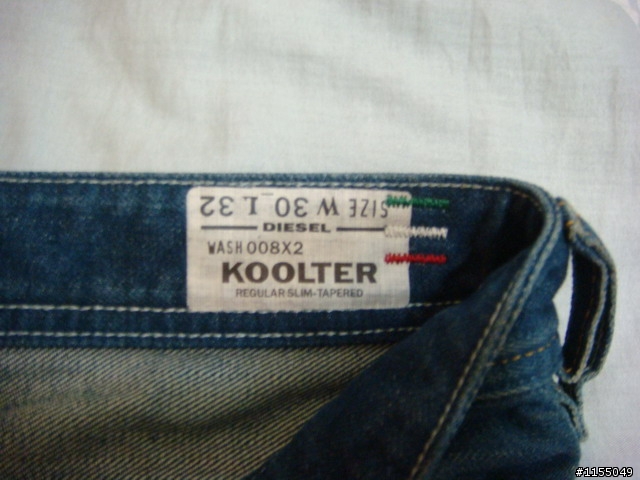 SIZE W 30 L 32
DIESEL
WASH 008X2
KOOLTER
REGULAR SLIM-TAPERED
#1155049